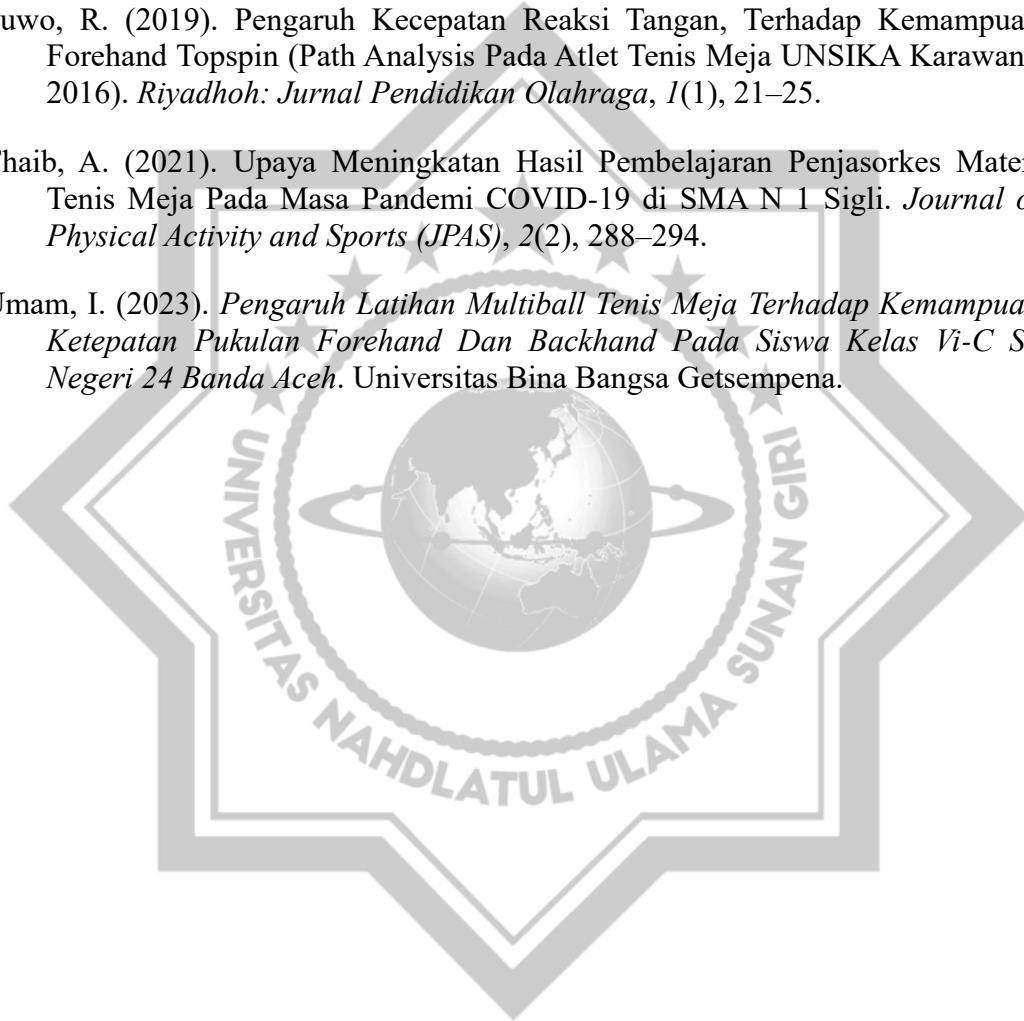 uwo, R. (2019). Pengaruh Kecepatan Reaksi Tangan, Terhadap Kemampua
Forehand Topspin (Path Analysis Pada Atlet Tenis Meja UNSIKA Karawan
2016). Riyadhoh: Jurnal Pendidikan Olahraga, 1(1), 21–25.
haib, A. (2021). Upaya Meningkatan Hasil Pembelajaran Penjasorkes Mate
Tenis Meja Pada Masa Pandemi COVID-19 di SMA N 1 Sigli. Journal o
Physical Activity and Sports (JPAS), 2(2), 288–294.
Umam, I. (2023). Pengaruh Latihan Multiball Tenis Meja Terhadap Kemampua
Ketepatan Pukulan Forehand Dan Backhand Pada Siswa Kelas Vi-C S
Negeri 24 Banda Aceh. Universitas Bina Bangsa Getsempena.
UNIVERSITAS NAHDLATUL ULAMA SUNAN GIRI